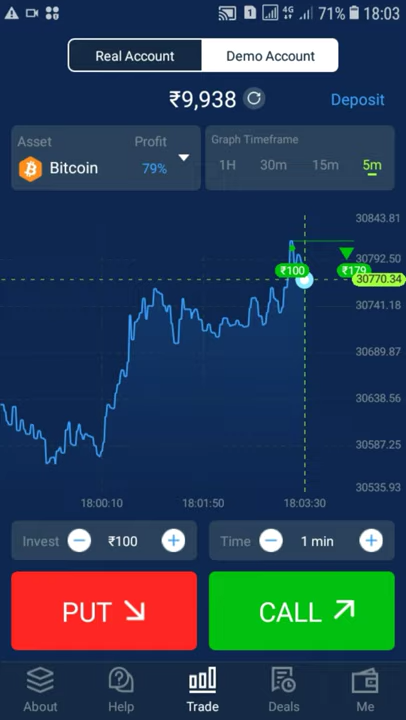 4G 71% 18:03
Real Account Demo Account
₹9,938 Deposit
Asset Profit Graph Timeframe
Bitcoin 79% 1H 30m 15m 5m
30843.81
30792.50
₹100 ₹179
30770.34
30741.18
30689.87
30638.56
30587.25
30535.93
18:00:10 18:01:50 18:03:30
Invest ₹100 Time 1 min
PUT CALL
About Help Trade Deals Me